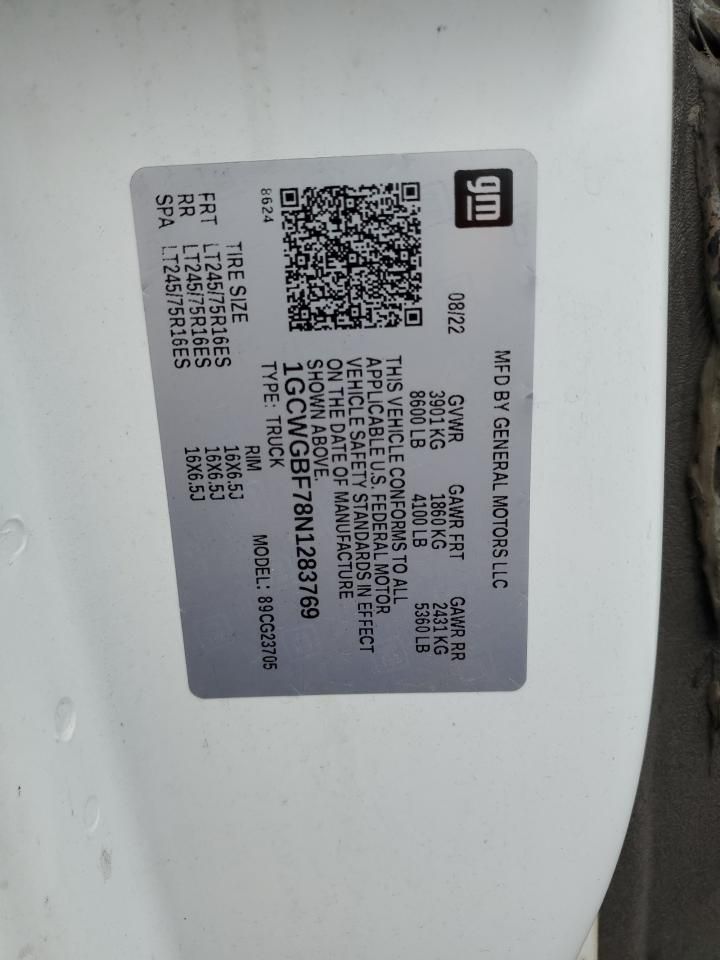 gm
MFD BY GENERAL MOTORS LLC
08/22
GVWR GAWR FRT GAWR RR
3901 KG 1860 KG 2431 KG
8600 LB 4100 LB 5360 LB
THIS VEHICLE CONFORMS TO ALL
APPLICABLE U.S. FEDERAL MOTOR
VEHICLE SAFETY STANDARDS IN EFFECT
ON THE DATE OF MANUFACTURE
SHOWN ABOVE.
1GCWGBF78N1283769
TYPE: TRUCK MODEL: 89CG23705
8624
TIRE SIZE RIM
FRT LT245/75R16ES 16X6.5J
RR LT245/75R16ES 16X6.5J
SPA LT245/75R16ES 16X6.5J